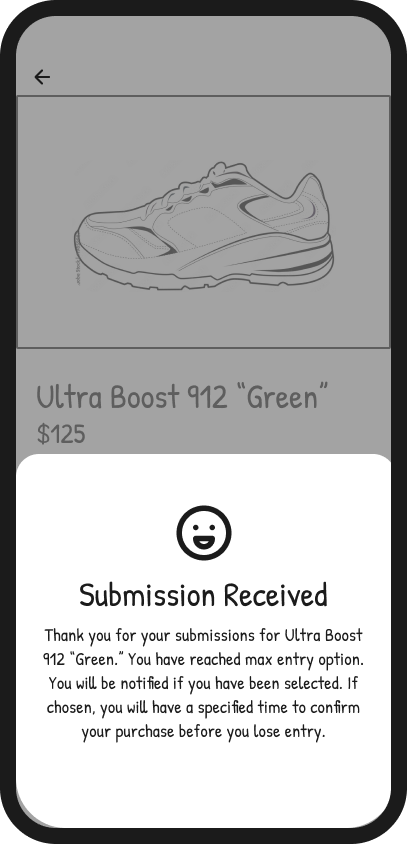 Ultra Boost 912 “Green”
$125
Submission Received
Thank you for your submissions for Ultra Boost
912 “Green.” You have reached max entry option.
You will be notified if you have been selected. If
chosen, you will have a specified time to confirm
your purchase before you lose entry.